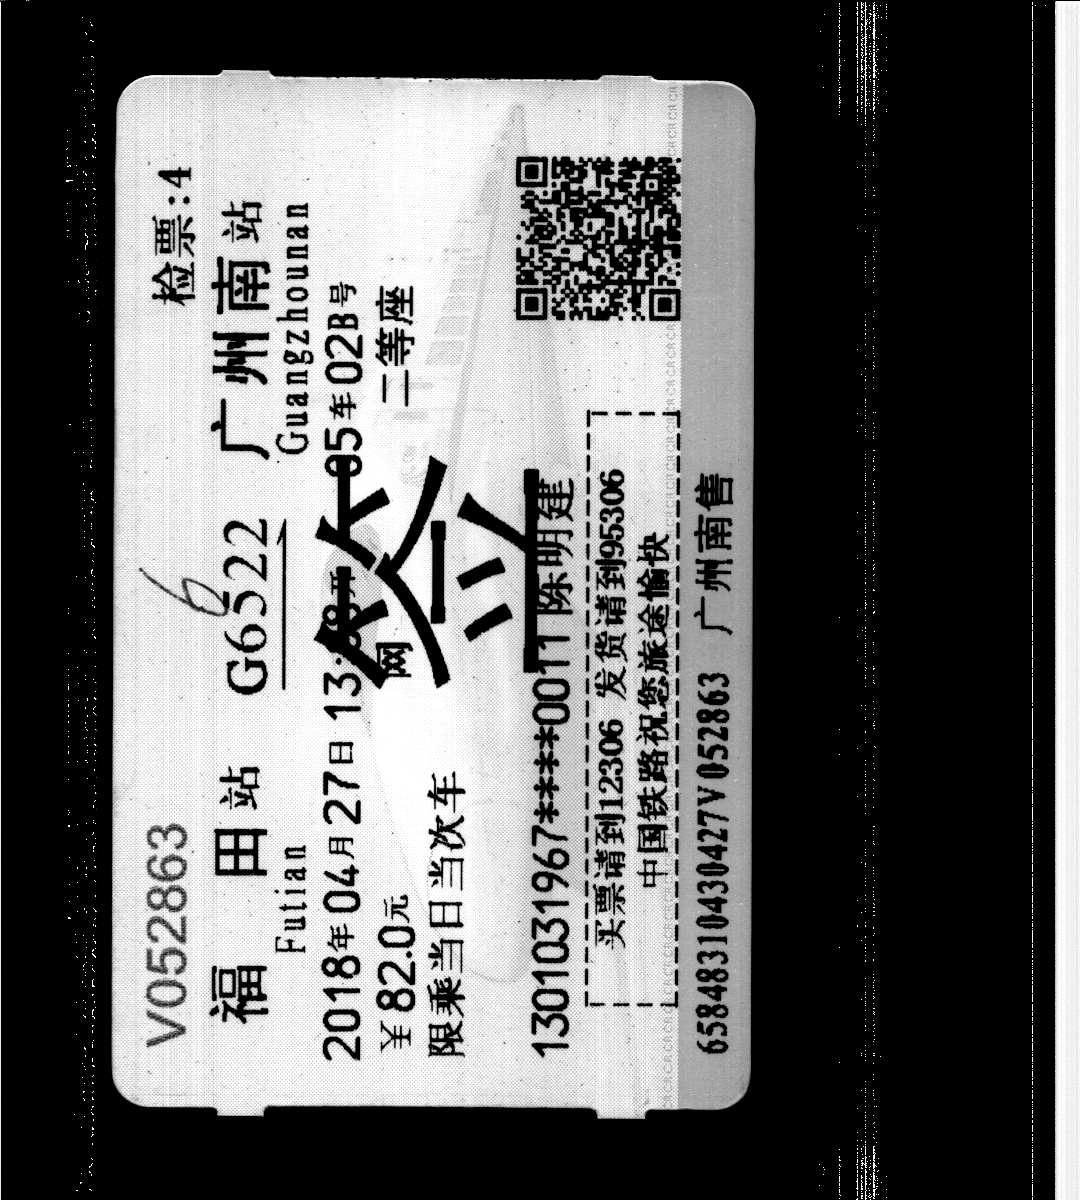 V052863 检票:4
6
福田站 G6522 广州南站
Futian Guangzhounan
2018年04月27日 13: 开 05车02B号
¥82.0元 网 二等座
限乘当日当次车
1301031967****0011陈明建
买票请到12306 发货请到95306
中国铁路祝您旅途愉快
65848310430427V052863 广州南售